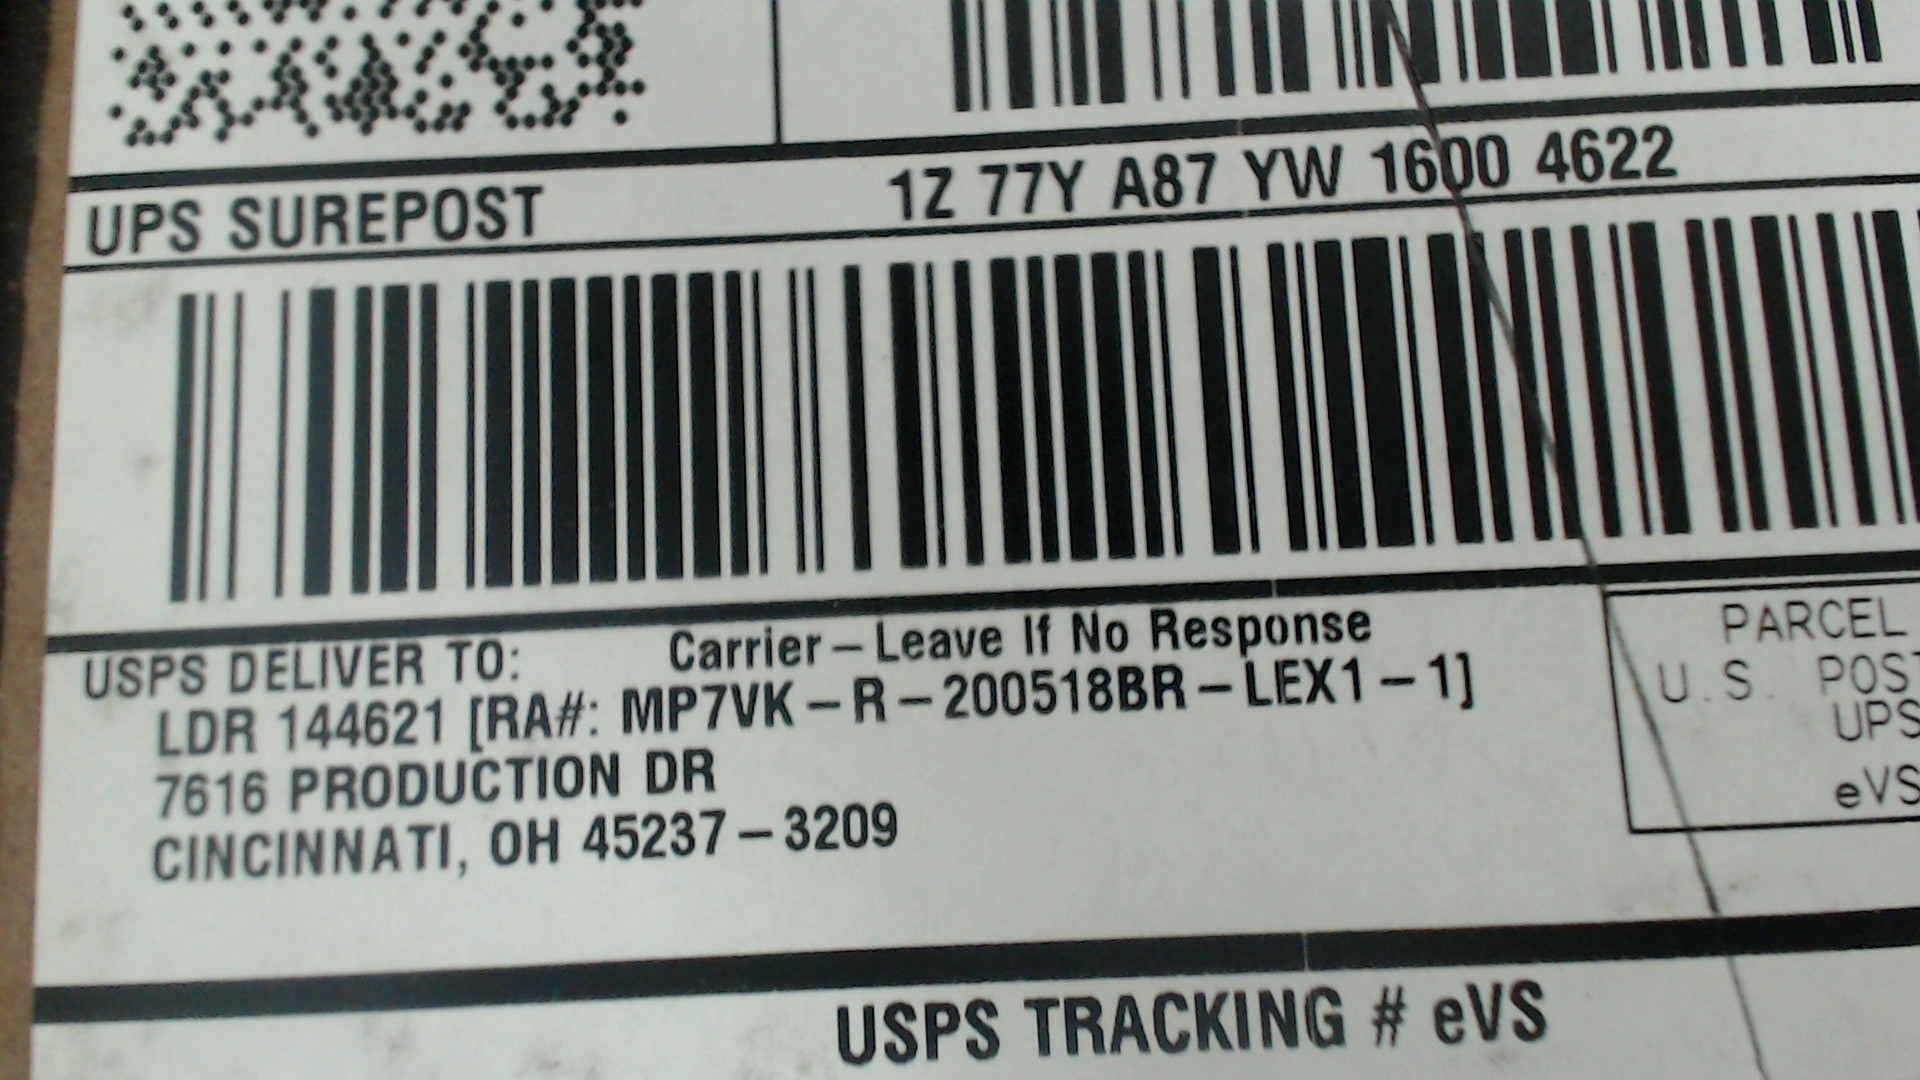 UPS SUREPOST
1Z 77Y A87 YW 1600 4622
USPS DELIVER TO:
Carrier – Leave If No Response
LDR 144621 [RA#: MP7VK – R – 200518BR – LEX1 – 1]
7616 PRODUCTION DR
CINCINNATI, OH 45237 – 3209
PARCEL
U.S. POST
UPS
eVS
USPS TRACKING # eVS